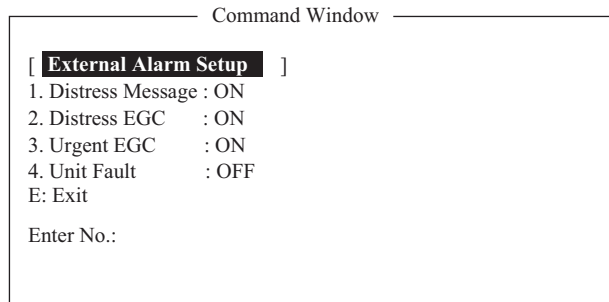 Command Window
[ External Alarm Setup ]
1. Distress Message : ON
2. Distress EGC : ON
3. Urgent EGC : ON
4. Unit Fault : OFF
E: Exit
Enter No.: